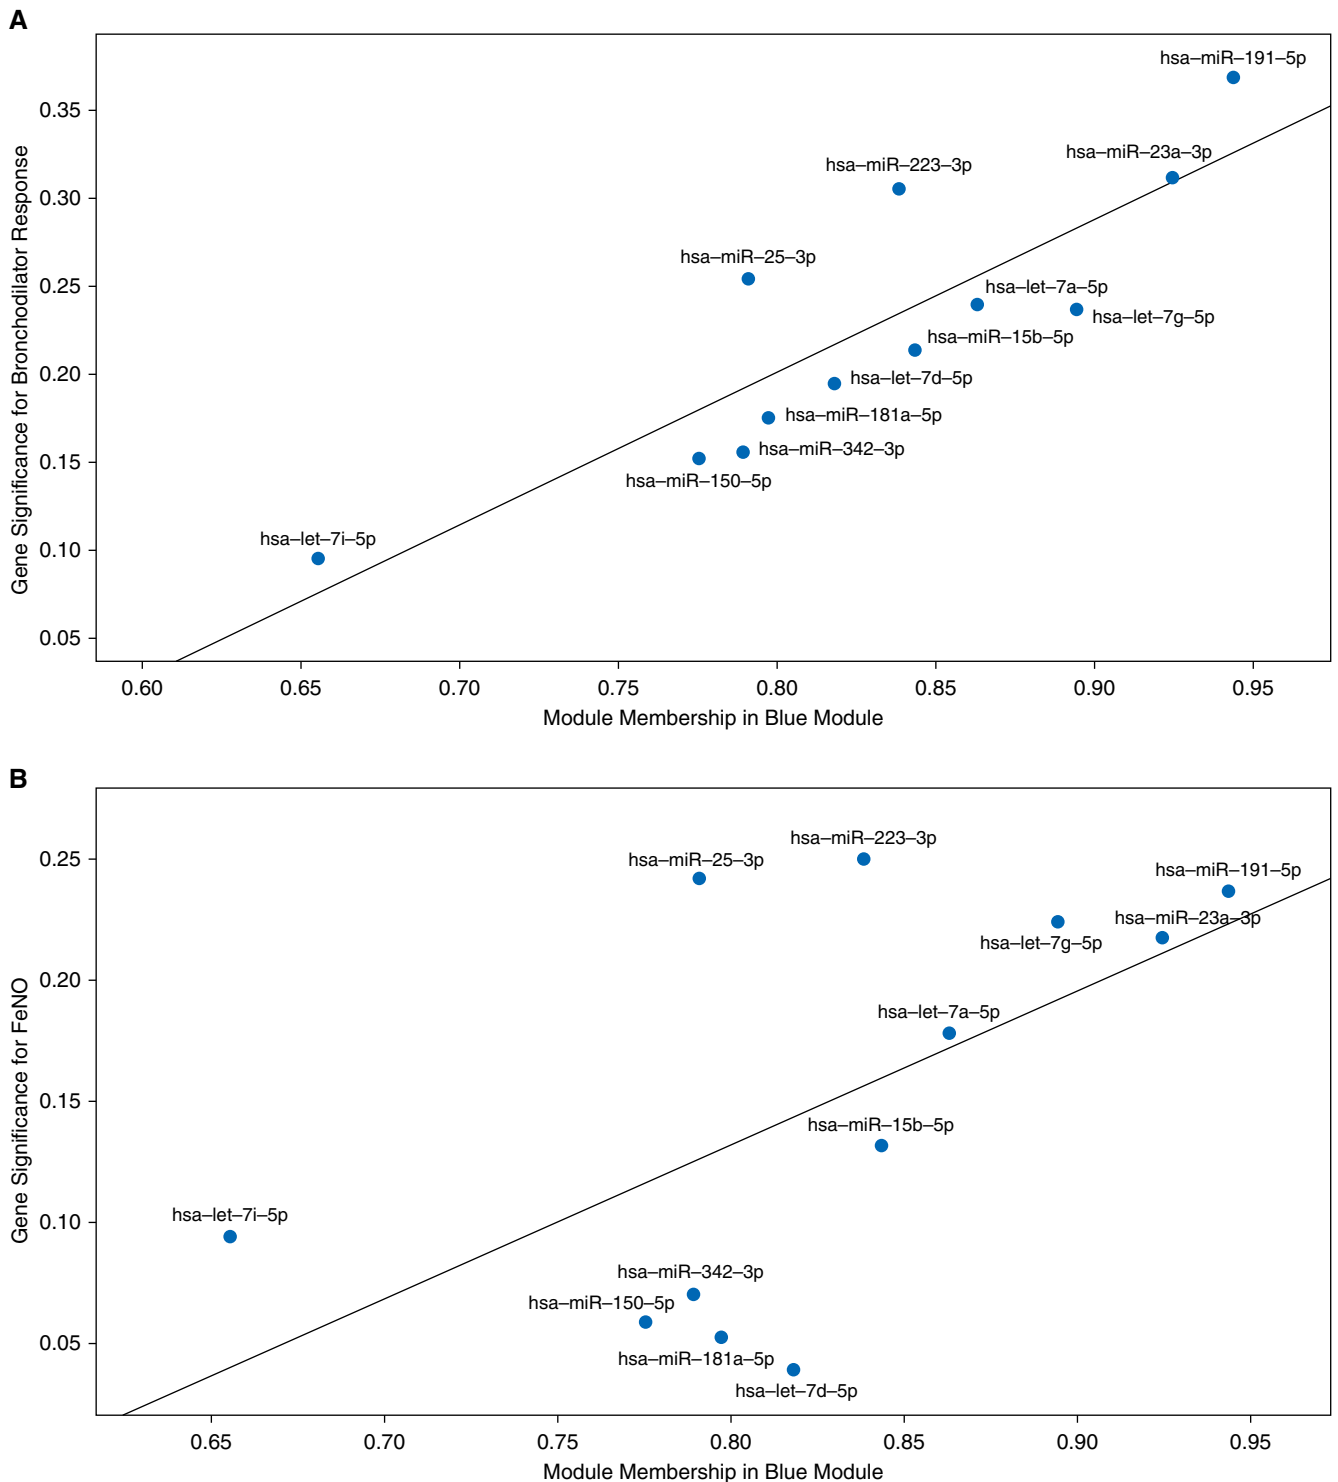 A
hsa–miR–191–5p
0.35
hsa–miR–23a–3p
hsa–miR–223–3p
0.30
hsa–miR–25–3p
0.25
hsa–let–7a–5p
hsa–let–7g–5p
hsa–miR–15b–5p
0.20
hsa–let–7d–5p
hsa–miR–181a–5p
0.15
hsa–miR–342–3p
hsa–miR–150–5p
hsa–let–7i–5p
0.10
0.05
Gene Significance for Bronchodilator Response
0.60 0.65 0.70 0.75 0.80 0.85 0.90 0.95
Module Membership in Blue Module
B
hsa–miR–223–3p
0.25
hsa–miR–25–3p
hsa–miR–191–5p
hsa–miR–23a–3p
hsa–let–7g–5p
0.20
hsa–let–7a–5p
0.15
hsa–miR–15b–5p
hsa–let–7i–5p
0.10
hsa–miR–342–3p
hsa–miR–150–5p
0.05
hsa–miR–181a–5p
hsa–let–7d–5p
Gene Significance for FeNO
0.65 0.70 0.75 0.80 0.85 0.90 0.95
Module Membership in Blue Module